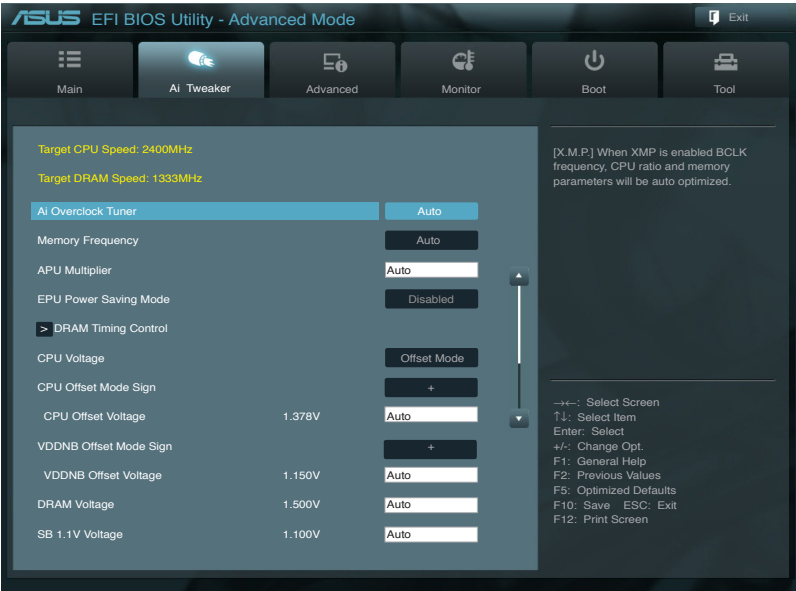 ASUS EFI BIOS Utility - Advanced Mode
Exit
Main
Ai Tweaker
Advanced
Monitor
Boot
Tool
Target CPU Speed: 2400MHz
Target DRAM Speed: 1333MHz
Ai Overclock Tuner Auto
Memory Frequency Auto
APU Multiplier Auto
EPU Power Saving Mode Disabled
> DRAM Timing Control
CPU Voltage Offset Mode
CPU Offset Mode Sign +
CPU Offset Voltage 1.378V Auto
VDDNB Offset Mode Sign +
VDDNB Offset Voltage 1.150V Auto
DRAM Voltage 1.500V Auto
SB 1.1V Voltage 1.100V Auto
[X.M.P.] When XMP is enabled BCLK
frequency, CPU ratio and memory
parameters will be auto optimized.
→←: Select Screen
↑↓: Select Item
Enter: Select
+/-: Change Opt.
F1: General Help
F2: Previous Values
F5: Optimized Defaults
F10: Save ESC: Exit
F12: Print Screen